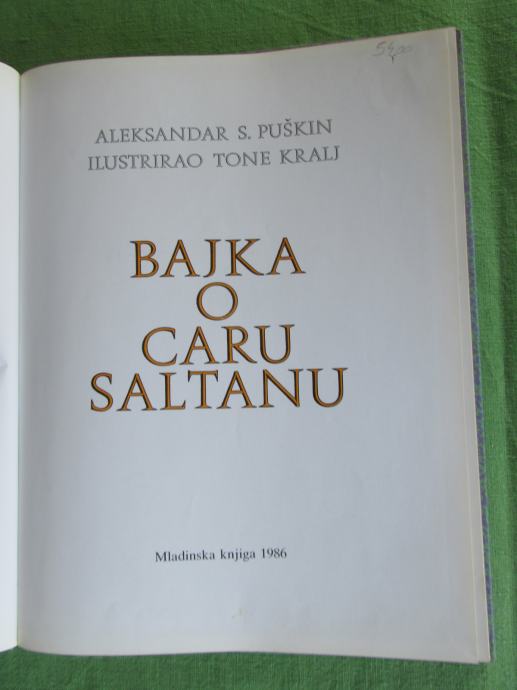 ALEKSANDAR S. PUŠKIN
ILUSTRIRAO TONE KRALJ
BAJKA
O
CARU
SALTANU
Mladinska knjiga 1986